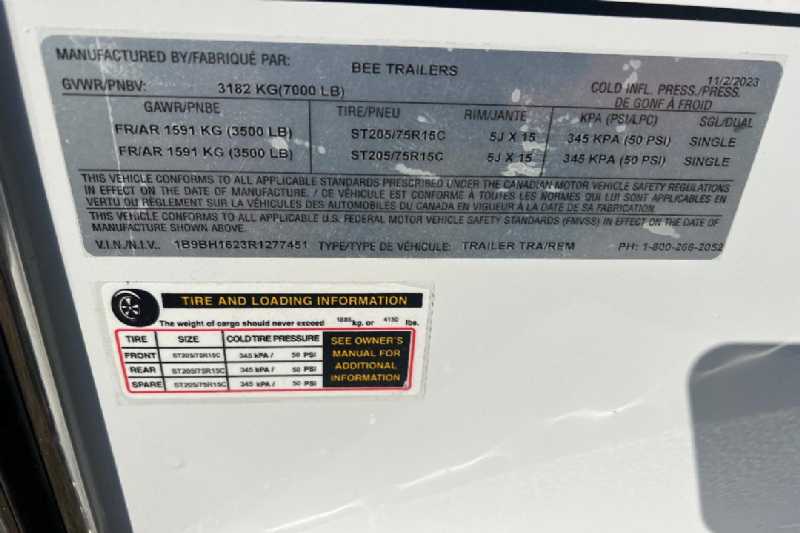 MANUFACTURED BY/FABRIQUÉ PAR: BEE TRAILERS 11/2/2023
GVWR/PNBV: 3182 KG(7000 LB) COLD INFL. PRESS./PRESS.
DE GONF À FROID
GAWR/PNBE TIRE/PNEU RIM/JANTE KPA (PSI/LPC) SGL/DUAL
FR/AR 1591 KG (3500 LB) ST205/75R15C 5J X 15 345 KPA (50 PSI) SINGLE
FR/AR 1591 KG (3500 LB) ST205/75R15C 5J X 15 345 KPA (50 PSI) SINGLE
THIS VEHICLE CONFORMS TO ALL APPLICABLE STANDARDS PRESCRIBED UNDER THE CANADIAN MOTOR VEHICLE SAFETY REGULATIONS
IN EFFECT ON THE DATE OF MANUFACTURE. / CE VÉHICULE EST CONFORME À TOUTES LES NORMES QUI LUI SONT APPLICABLES EN
VERTU DU RÈGLEMENT SUR LA SÉCURITÉ DES VÉHICULES DES AUTOMOBILES DU CANADA EN VIGUEUR À LA DATE DE SA FABRICATION.
THIS VEHICLE CONFORMS TO ALL APPLICABLE U.S. FEDERAL MOTOR VEHICLE SAFETY STANDARDS (FMVSS) IN EFFECT ON THE DATE OF
MANUFACTURE SHOWN ABOVE.
V.I.N./N.I.V.. 1B9BH1623R1277451 TYPE/TYPE DE VÉHICULE: TRAILER TRA/REM PH: 1-800-266-2052
TIRE AND LOADING INFORMATION
The weight of cargo should never exceed 1885 kg. or 4150 lbs.
TIRE SIZE COLD TIRE PRESSURE
FRONT ST205/75R15C 345 kPA / 50 PSI
REAR ST205/75R15C 345 kPA / 50 PSI
SPARE ST205/75R15C 345 kPA / 50 PSI
SEE OWNER'S
MANUAL FOR
ADDITIONAL
INFORMATION